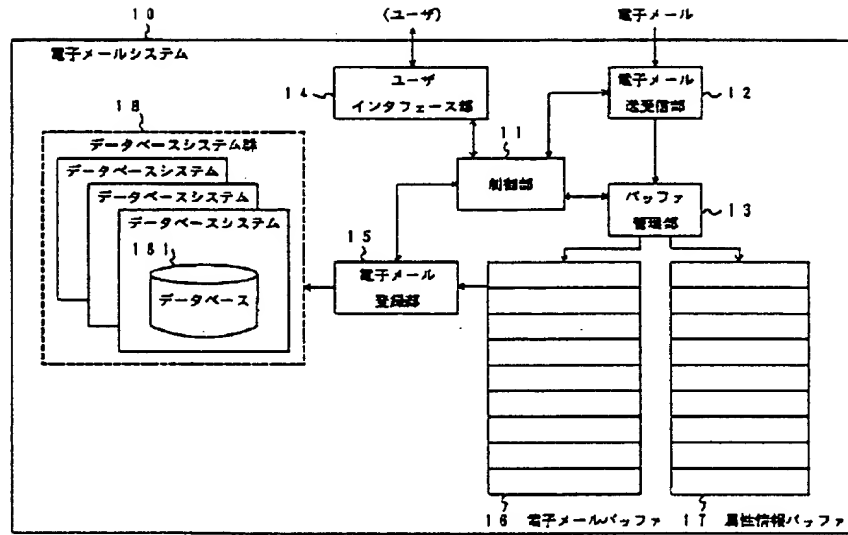 10
(ユーザ)
電子メール
電子メールシステム
ユーザ
インタフェース部
14
電子メール
送受信部
12
18
データベースシステム群
データベースシステム
データベースシステム
データベースシステム
181
データベース
11
制御部
バッファ
管理部
13
15
電子メール
登録部
16 電子メールバッファ
17 属性情報バッファ